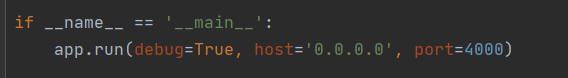 if __name__ == '__main__':
    app.run(debug=True, host='0.0.0.0', port=4000)